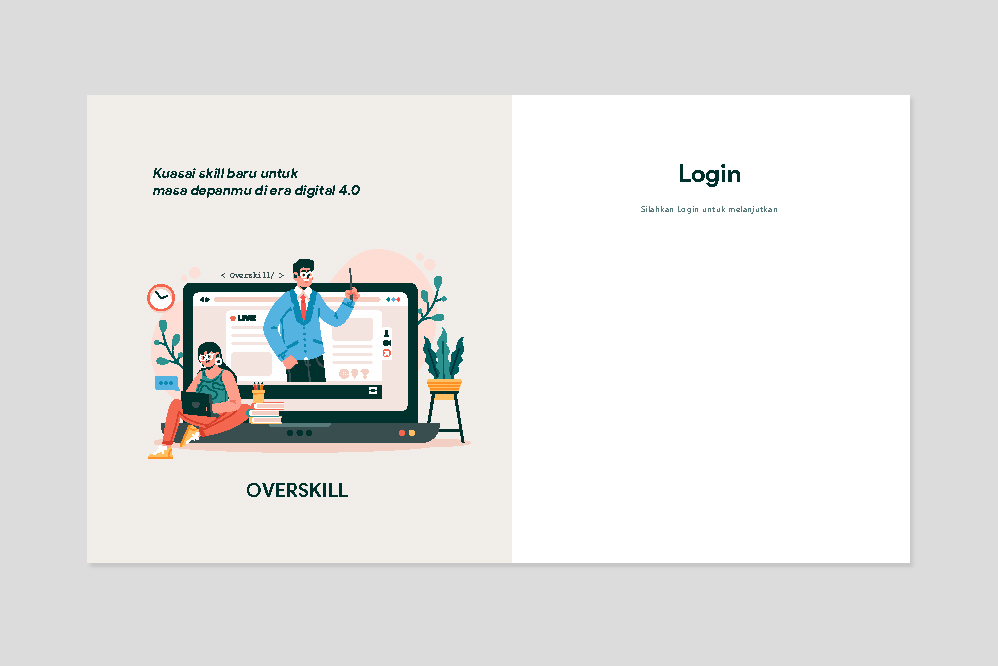 Kuasai skill baru untuk
masa depanmu di era digital 4.0
< Overskill/ >
LIVE
OVERSKILL
Login
Silahkan Login untuk melanjutkan